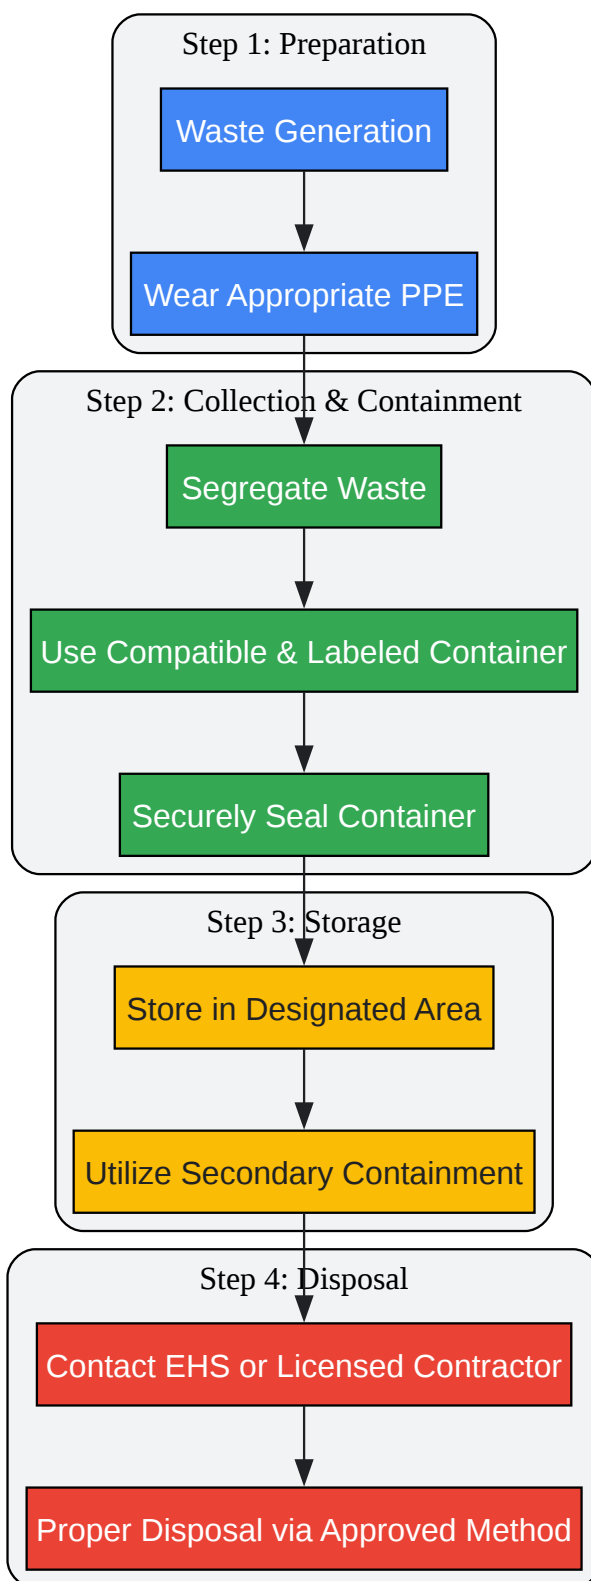 Step 1: Preparation
Waste Generation
Wear Appropriate PPE
Step 2: Collection & Containment
Segregate Waste
Use Compatible & Labeled Container
Securely Seal Container
Step 3: Storage
Store in Designated Area
Utilize Secondary Containment
Step 4: Disposal
Contact EHS or Licensed Contractor
Proper Disposal via Approved Method